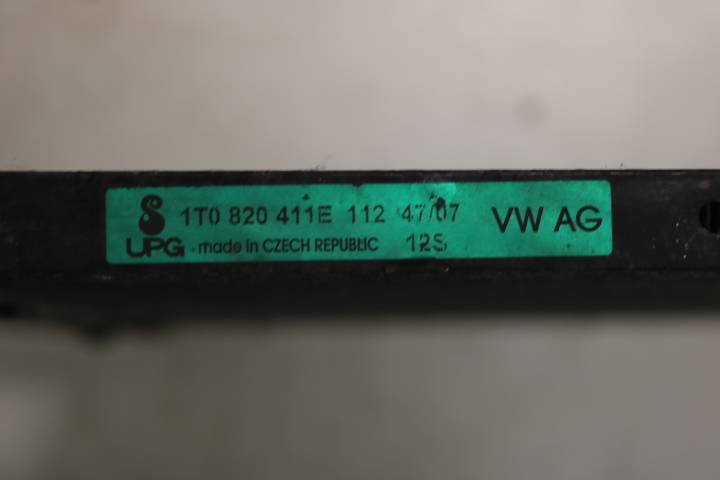 1T0 820 411E 112 47/07 VW AG
UPG - made in CZECH REPUBLIC 12S